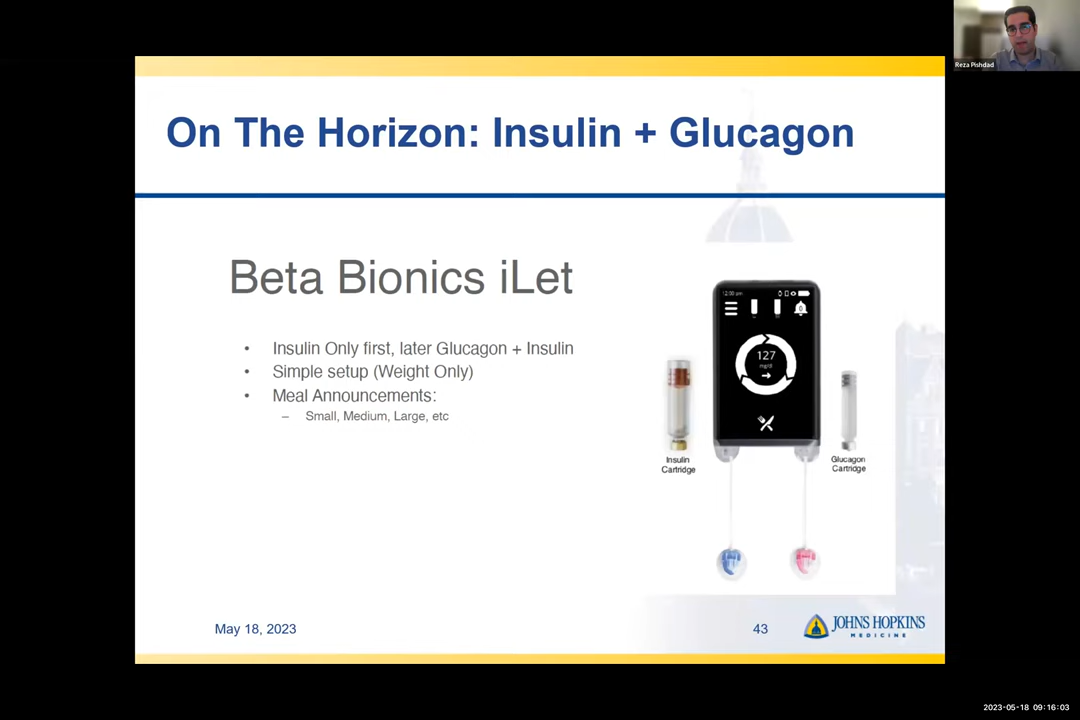 Reza Pishdad
On The Horizon: Insulin + Glucagon
Beta Bionics iLet
• Insulin Only first, later Glucagon + Insulin
• Simple setup (Weight Only)
• Meal Announcements:
– Small, Medium, Large, etc
127
mg/dl
Insulin
Cartridge
Glucagon
Cartridge
May 18, 2023
43
JOHNS HOPKINS
MEDICINE
2023-05-18 09:16:03